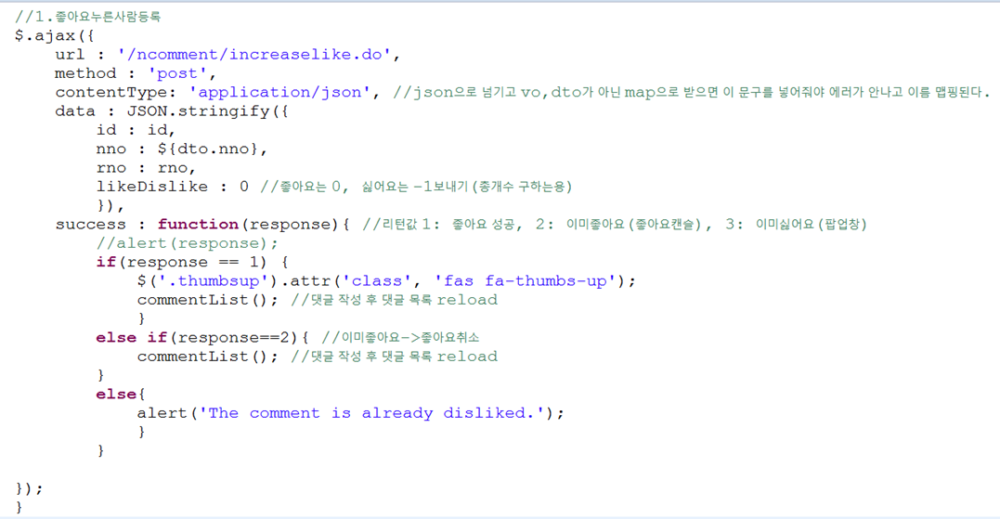 //1.좋아요누른사람등록
$.ajax({
url : '/ncomment/increaselike.do',
method : 'post',
contentType: 'application/json', //json으로 넘기고 vo,dto가 아닌 map으로 받으면 이 문구를 넣어줘야 에러가 안나고 이름 맵핑된다.
data : JSON.stringify({
id : id,
nno : ${dto.nno},
rno : rno,
likeDislike : 0 //좋아요는 0, 싫어요는 -1보내기(총개수 구하는용)
}),
success : function(response){ //리턴값 1: 좋아요 성공, 2: 이미좋아요(좋아요캔슬), 3: 이미싫어요(팝업창)
//alert(response);
if(response == 1) {
$('.thumbsup').attr('class', 'fas fa-thumbs-up');
commentList(); //댓글 작성 후 댓글 목록 reload
}
else if(response==2){ //이미좋아요->좋아요취소
commentList(); //댓글 작성 후 댓글 목록 reload
}
else{
alert('The comment is already disliked.');
}
}
});
}